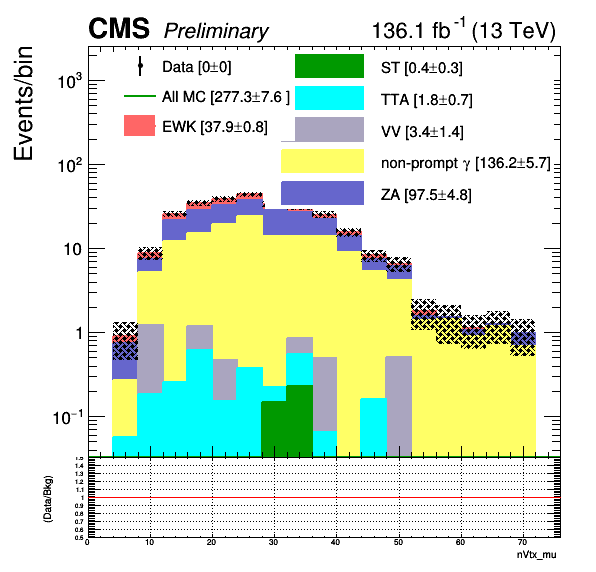 CMS Preliminary 136.1 fb⁻¹ (13 TeV)
Events/bin
Data [0±0]
All MC [277.3±7.6 ]
EWK [37.9±0.8]
ST [0.4±0.3]
TTA [1.8±0.7]
VV [3.4±1.4]
non-prompt γ [136.2±5.7]
ZA [97.5±4.8]
10³
10²
10
1
10⁻¹
(Data/Bkg)
1.5
1.4
1.3
1.2
1.1
1
0.9
0.8
0.7
0.6
0.5
0 10 20 30 40 50 60 70
nVtx_mu